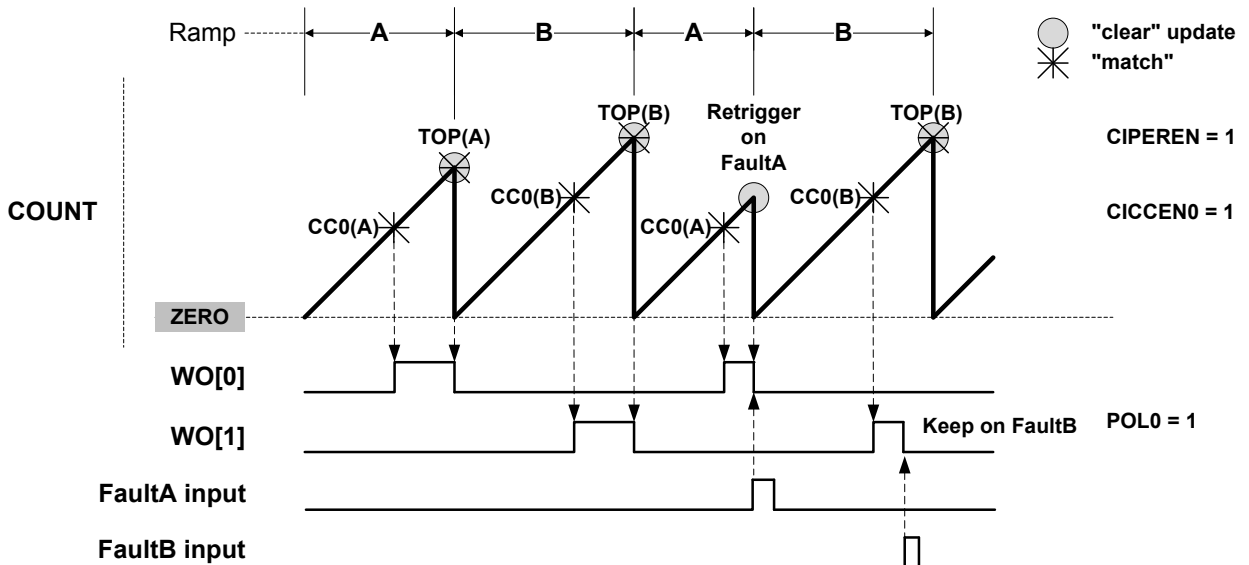 Ramp A B A B
"clear" update
"match"
TOP(A) TOP(B) Retrigger on FaultA TOP(B)
CIPEREN = 1
COUNT
CC0(A) CC0(B) CC0(A) CC0(B)
CICCEN0 = 1
ZERO
WO[0]
WO[1]
Keep on FaultB
POL0 = 1
FaultA input
FaultB input